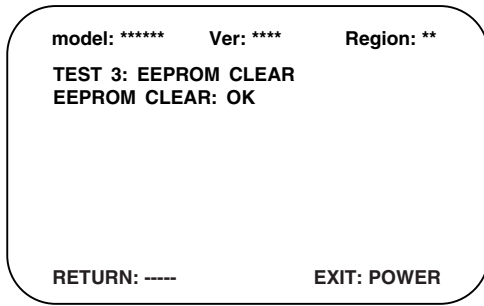 model: ****** Ver: **** Region: **
TEST 3: EEPROM CLEAR
EEPROM CLEAR: OK
RETURN: ----- EXIT: POWER